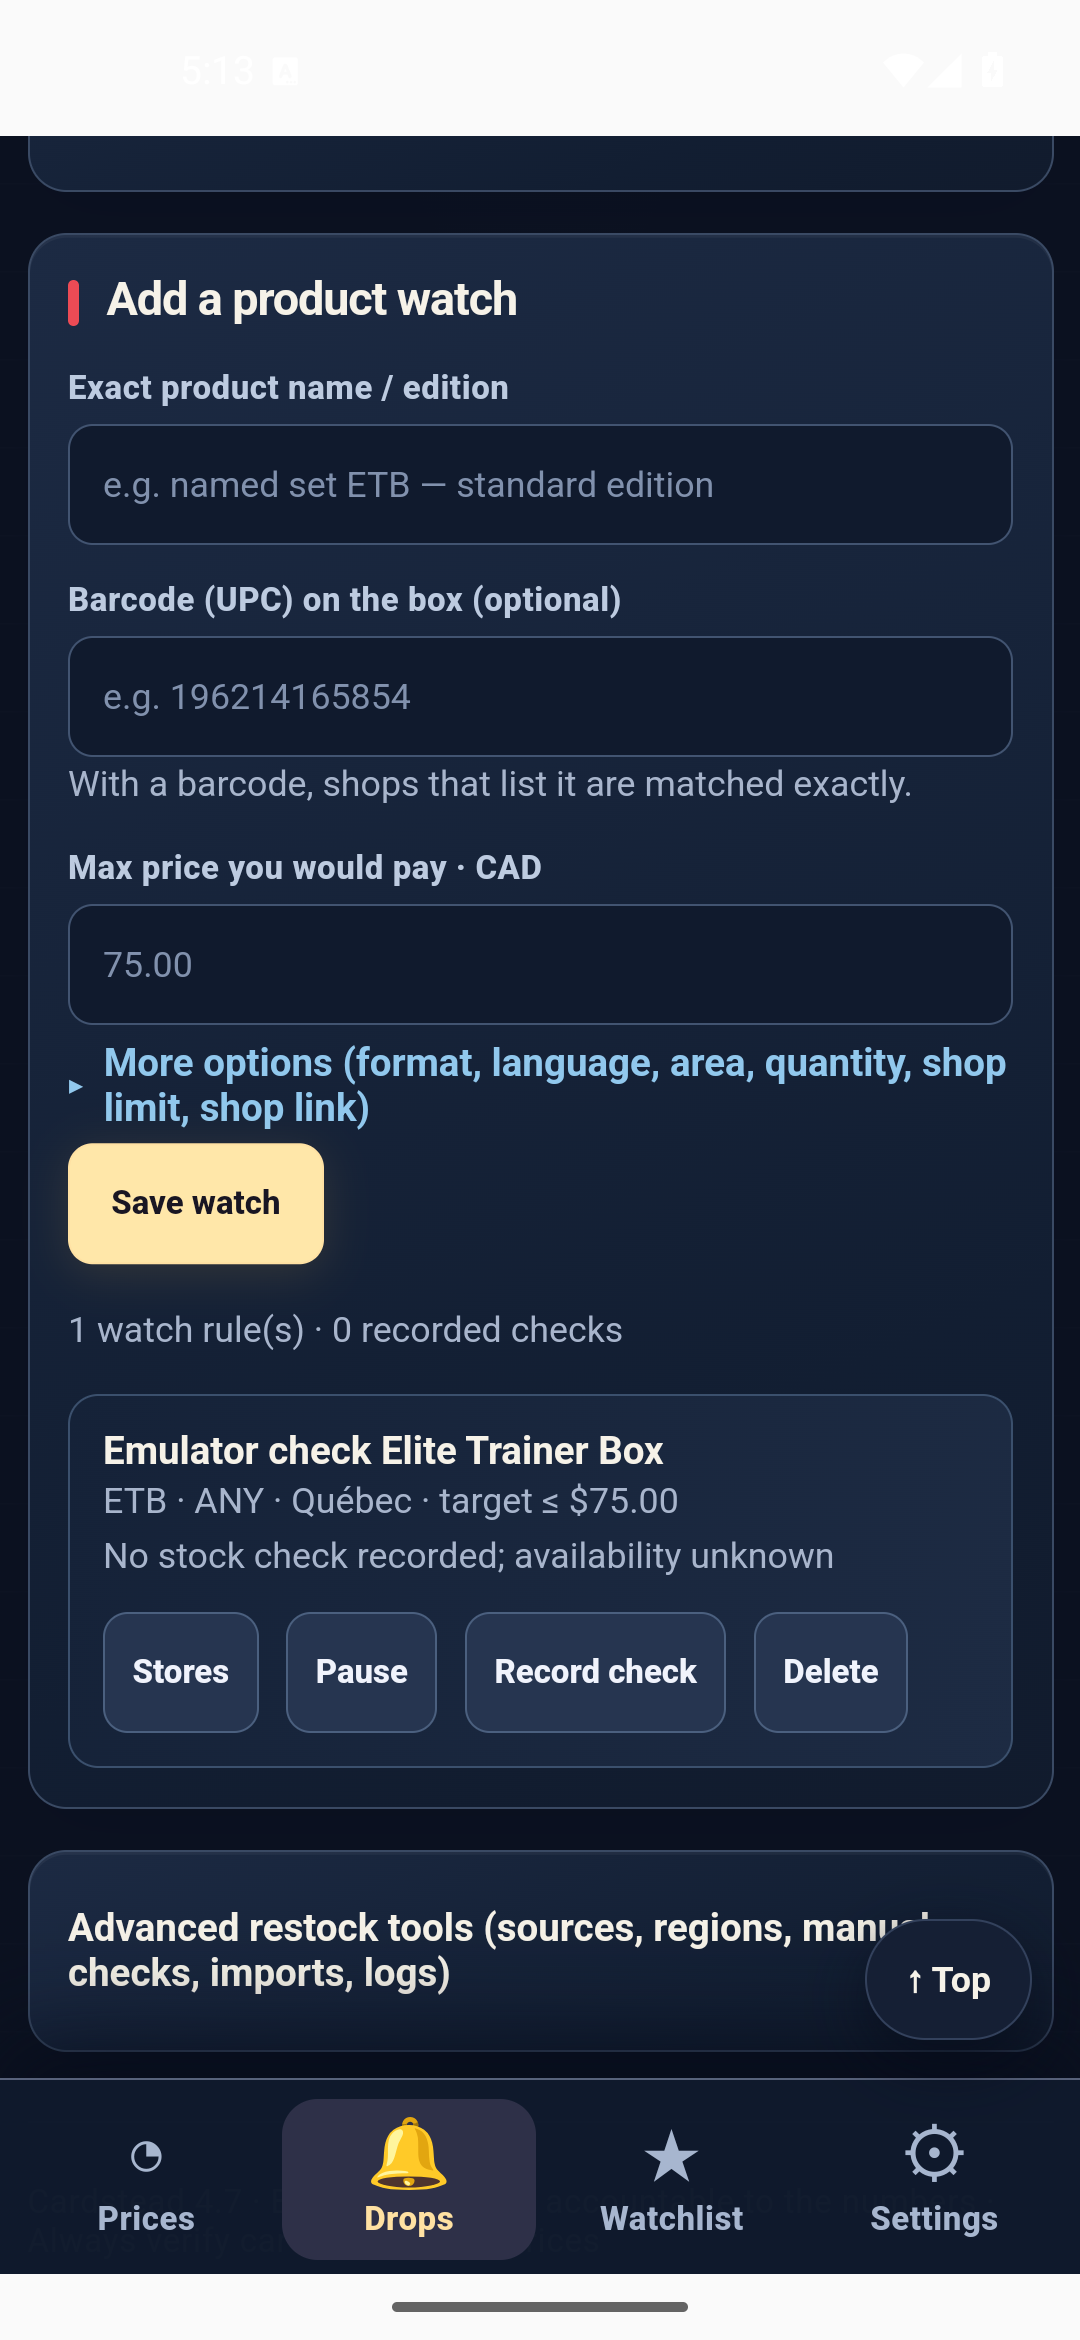 5:13
Add a product watch
Exact product name / edition
e.g. named set ETB — standard edition
Barcode (UPC) on the box (optional)
e.g. 196214165854
With a barcode, shops that list it are matched exactly.
Max price you would pay · CAD
75.00
▸ More options (format, language, area, quantity, shop
limit, shop link)
Save watch
1 watch rule(s) · 0 recorded checks
Emulator check Elite Trainer Box
ETB · ANY · Québec · target ≤ $75.00
No stock check recorded; availability unknown
Stores Pause Record check Delete
Advanced restock tools (sources, regions, manual
checks, imports, logs)
↑ Top
Prices Drops Watchlist Settings